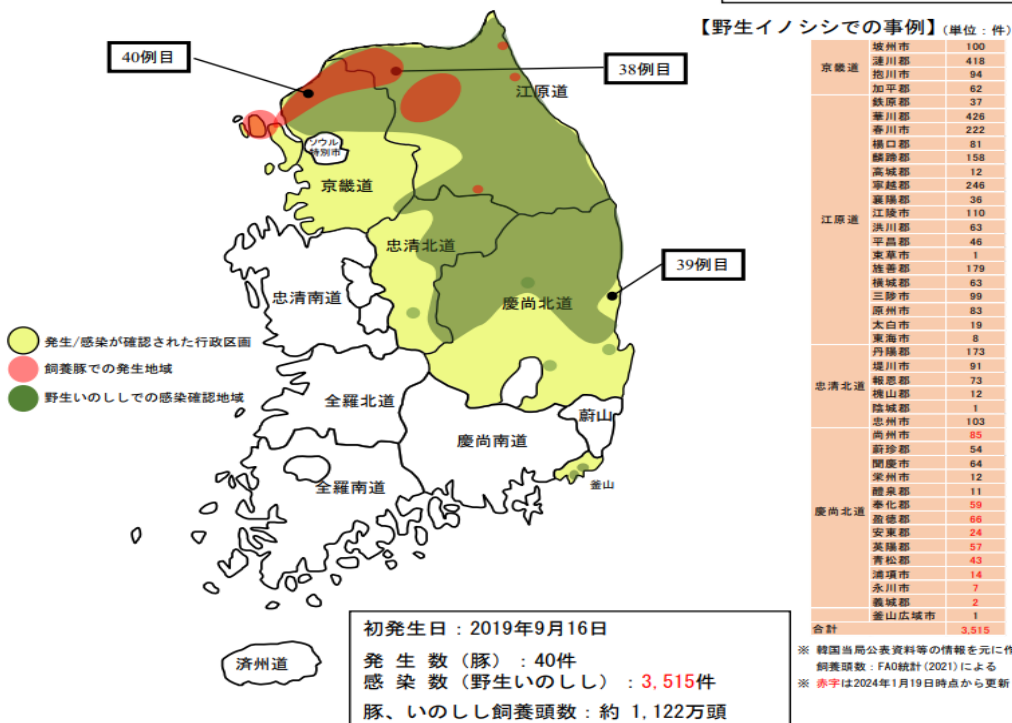 40例目
38例目
江原道
ソウル
特別市
京畿道
忠清北道
39例目
忠清南道
慶尚北道
発生/感染が確認された行政区画
飼養豚での発生地域
野生いのししでの感染確認地域
全羅北道
蔚山
慶尚南道
全羅南道
釜山
済州道
初発生日：2019年9月16日
発 生 数（豚）：40件
感 染 数（野生いのしし）：3,515件
豚、いのしし飼養頭数：約 1,122万頭
【野生イノシシでの事例】（単位：件）
京畿道
坡州市 100
漣川郡 418
抱川市 94
加平郡 62
江原道
鉄原郡 37
華川郡 426
春川市 222
楊口郡 81
麟蹄郡 158
高城郡 12
寧越郡 246
襄陽郡 36
江陵市 110
洪川郡 63
平昌郡 46
束草市 1
旌善郡 179
横城郡 63
三陟市 99
原州市 83
太白市 19
東海市 8
忠清北道
丹陽郡 173
堤川市 91
報恩郡 73
槐山郡 12
陰城郡 1
忠州市 103
慶尚北道
尚州市 85
蔚珍郡 54
聞慶市 64
栄州市 12
醴泉郡 11
奉化郡 59
盈徳郡 66
安東郡 24
英陽郡 57
青松郡 43
浦項市 14
永川市 7
義城郡 2
釜山広域市 1
合計 3,515
※ 韓国当局公表資料等の情報を元に作
飼養頭数：FAO統計(2021)による
※ 赤字は2024年1月19日時点から更新